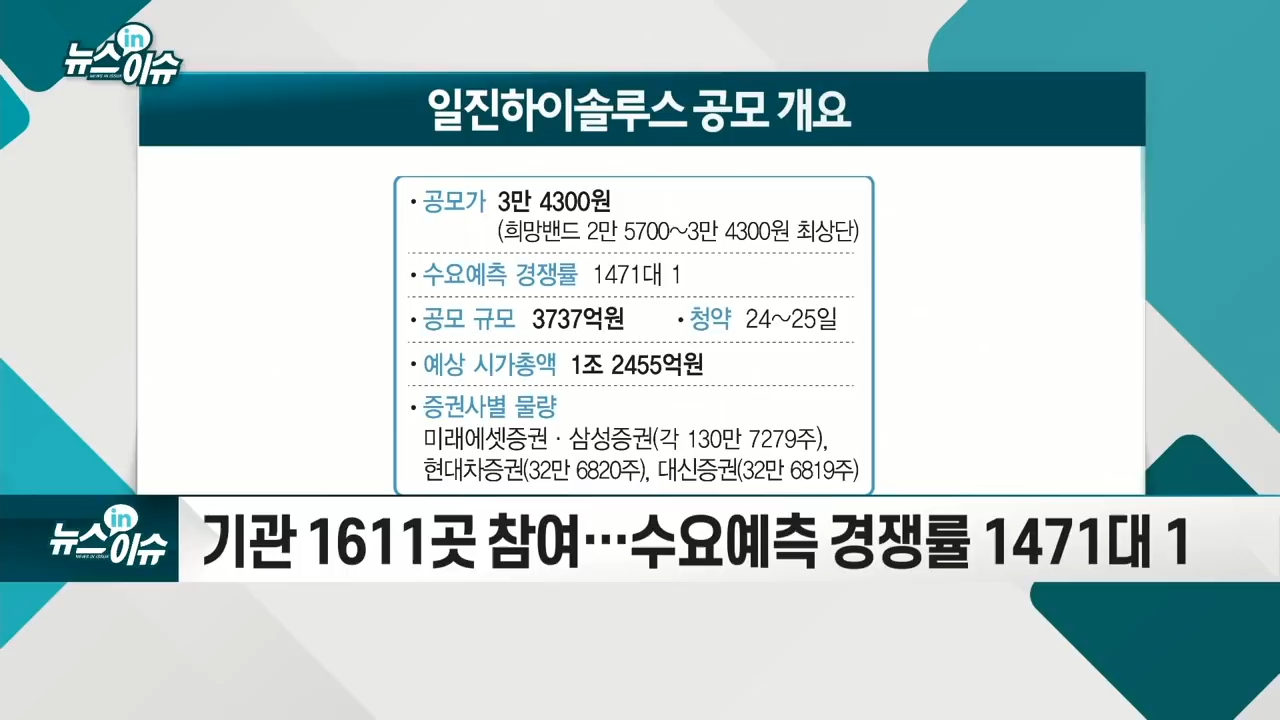 뉴스in이슈
NEWS IN ISSUE
일진하이솔루스 공모 개요
· 공모가 3만 4300원
(희망밴드 2만 5700~3만 4300원 최상단)
· 수요예측 경쟁률 1471대 1
· 공모 규모 3737억원 · 청약 24~25일
· 예상 시가총액 1조 2455억원
· 증권사별 물량
미래에셋증권 · 삼성증권(각 130만 7279주),
현대차증권(32만 6820주), 대신증권(32만 6819주)
뉴스in이슈
NEWS IN ISSUE
기관 1611곳 참여…수요예측 경쟁률 1471대 1